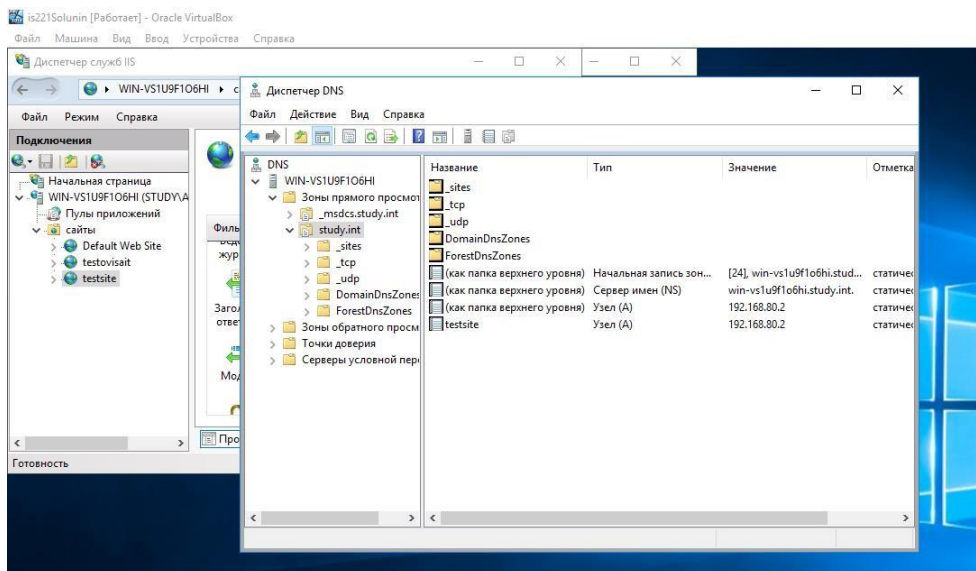 is221Solunin [Работает] - Oracle VirtualBox
Файл Машина Вид Ввод Устройства Справка
Диспетчер служб IIS
WIN-VS1U9F1O6HI
Файл Режим Справка
Подключения
Начальная страница
WIN-VS1U9F1O6HI (STUDY\A
Пулы приложений
сайты
Default Web Site
testovisait
testsite
Готовность
Филь
жур
Заго
отве
Мод
Про
Диспетчер DNS
Файл Действие Вид Справка
DNS
WIN-VS1U9F1O6HI
Зоны прямого просмот
_msdcs.study.int
study.int
_sites
_tcp
_udp
DomainDnsZones
ForestDnsZones
Зоны обратного просм
Точки доверия
Серверы условной пере
Название Тип Значение Отметка
_sites
_tcp
_udp
DomainDnsZones
ForestDnsZones
(как папка верхнего уровня) Начальная запись зон... [24], win-vs1u9f1o6hi.stud... статичес
(как папка верхнего уровня) Сервер имен (NS) win-vs1u9f1o6hi.study.int. статичес
(как папка верхнего уровня) Узел (A) 192.168.80.2 статичес
testsite Узел (A) 192.168.80.2 статичес